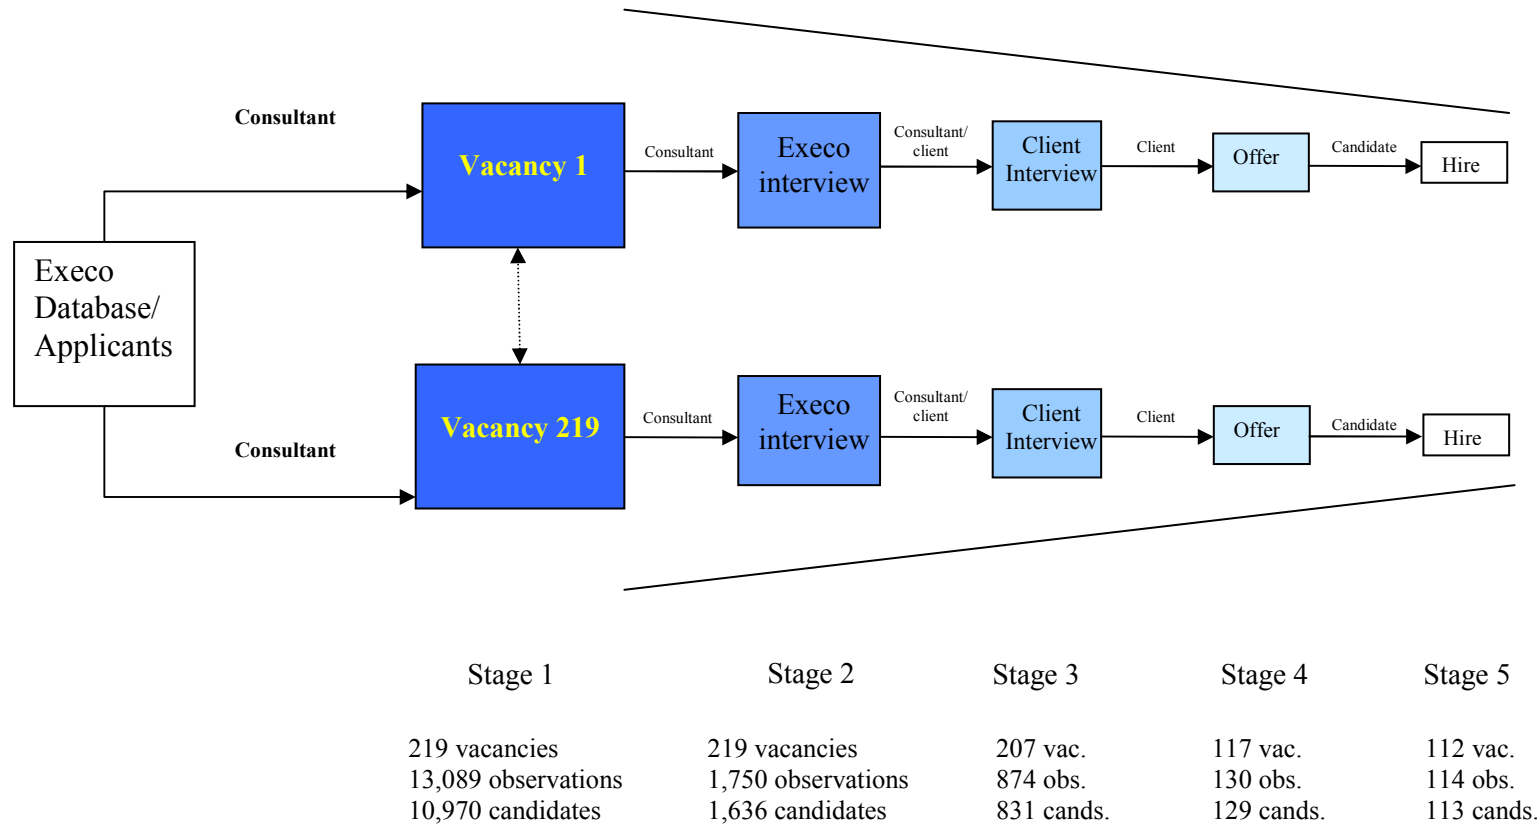 Consultant
Vacancy 1
Consultant
Execo
interview
Consultant/
client
Client
Interview
Client
Offer
Candidate
Hire
Execo
Database/
Applicants
Consultant
Vacancy 219
Consultant
Execo
interview
Consultant/
client
Client
Interview
Client
Offer
Candidate
Hire
Stage 1
Stage 2
Stage 3
Stage 4
Stage 5
219 vacancies
13,089 observations
10,970 candidates
219 vacancies
1,750 observations
1,636 candidates
207 vac.
874 obs.
831 cands.
117 vac.
130 obs.
129 cands.
112 vac.
114 obs.
113 cands.